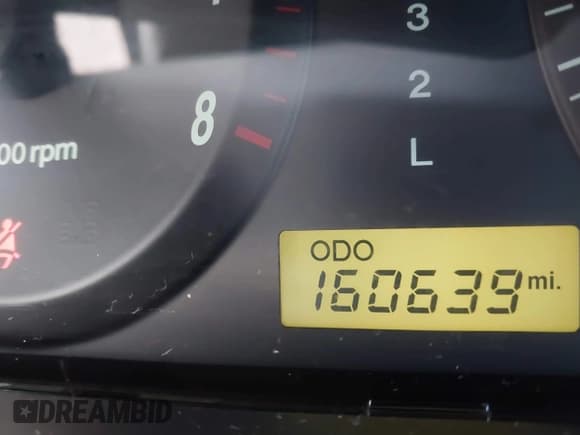 3
2
8
L
00 rpm
ODO
160639 mi.
DREAMBID